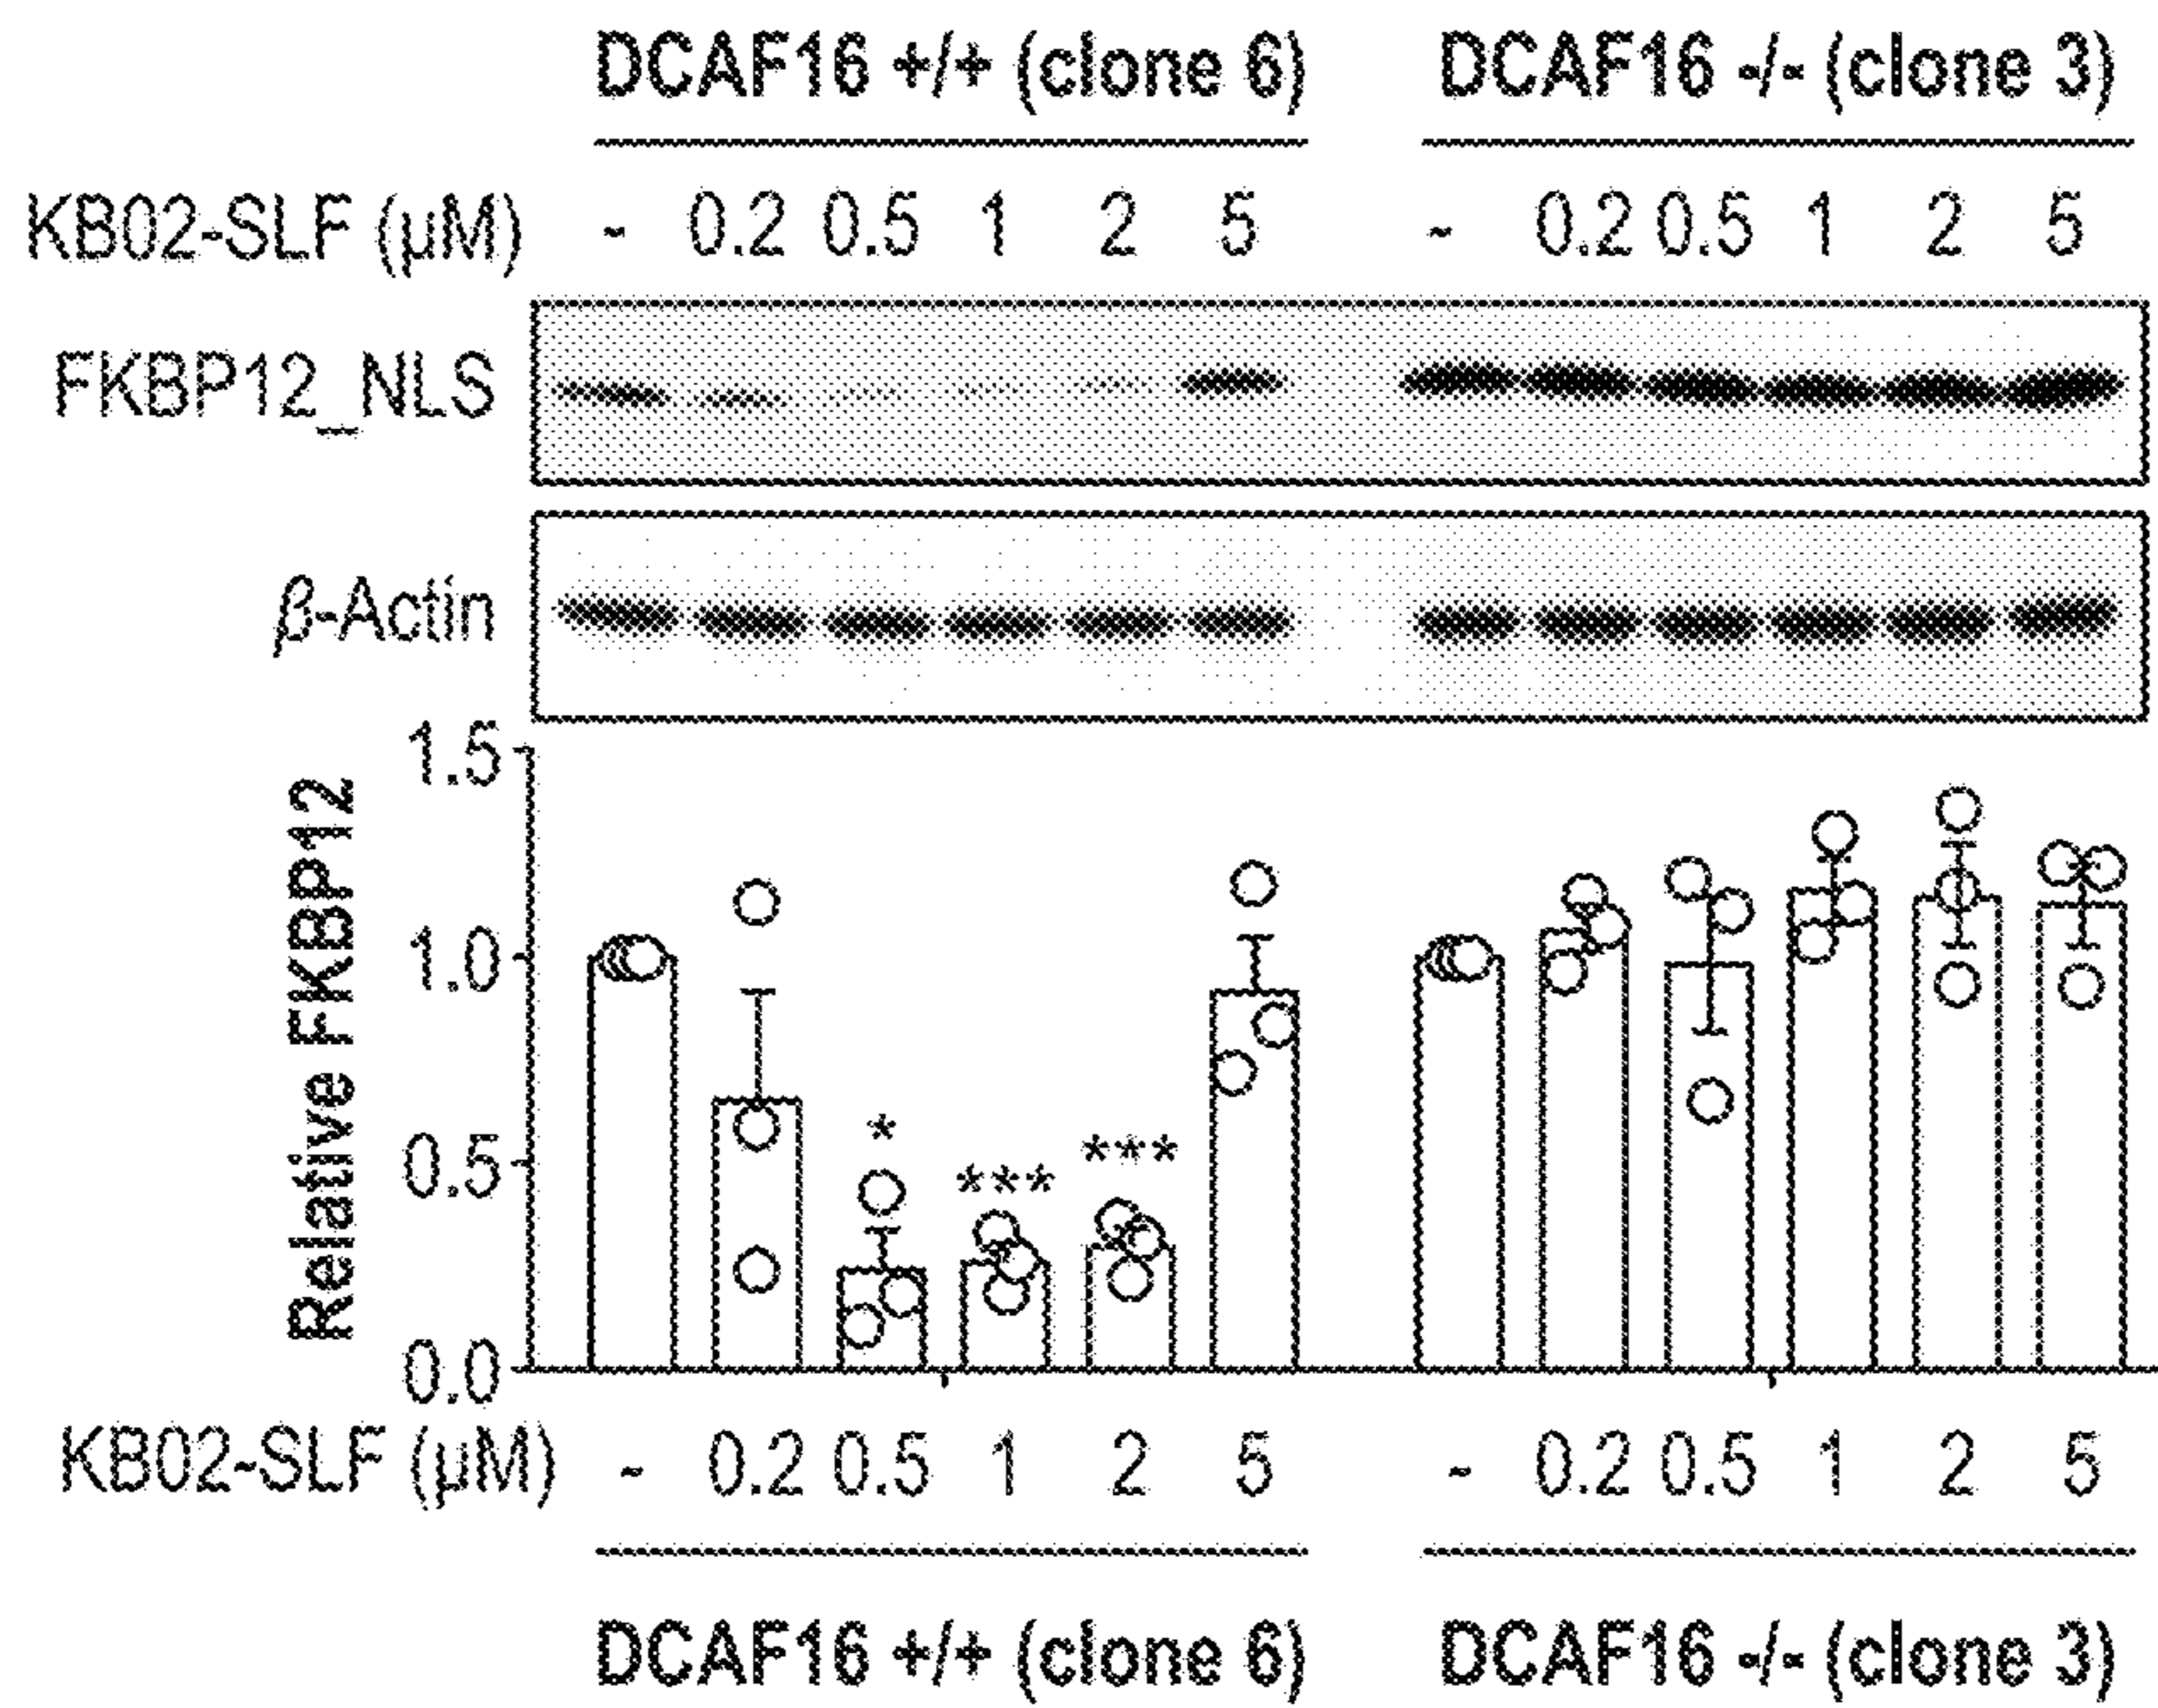 DCAF16 +/+ (clone 6) DCAF16 -/- (clone 3)
KB02-SLF (μM) - 0.2 0.5 1 2 5 - 0.2 0.5 1 2 5
FKBP12_NLS
β-Actin
Relative FKBP12
1.5
1.0
0.5
0.0
*
***
***
KB02-SLF (μM) - 0.2 0.5 1 2 5 - 0.2 0.5 1 2 5
DCAF16 +/+ (clone 6) DCAF16 -/- (clone 3)